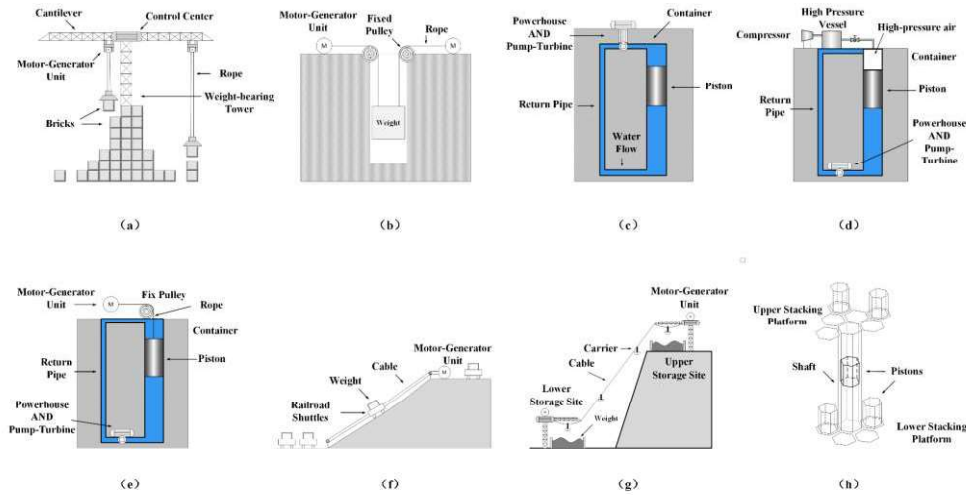 Cantilever
Control Center
Motor-Generator
Unit
Rope
Weight-bearing
Tower
Bricks
(a)
Motor-Generator
Unit
Fixed
Pulley
Rope
M
M
Weight
(b)
Powerhouse
AND
Pump-Turbine
Container
Return Pipe
Piston
Water
Flow
(c)
High Pressure
Vessel
Compressor
High-pressure air
Container
Return
Pipe
Piston
Powerhouse
AND
Pump-
Turbine
(d)
Motor-Generator
Unit
M
Fix Pulley
Rope
Container
Return
Pipe
Piston
Powerhouse
AND
Pump-Turbine
(e)
Motor-Generator
Unit
M
Cable
Weight
Railroad
Shuttles
(f)
Motor-Generator
Unit
Carrier
Cable
Upper
Storage Site
Lower
Storage Site
Weight
(g)
Upper Stacking
Platform
Shaft
Pistons
Lower Stacking
Platform
(h)